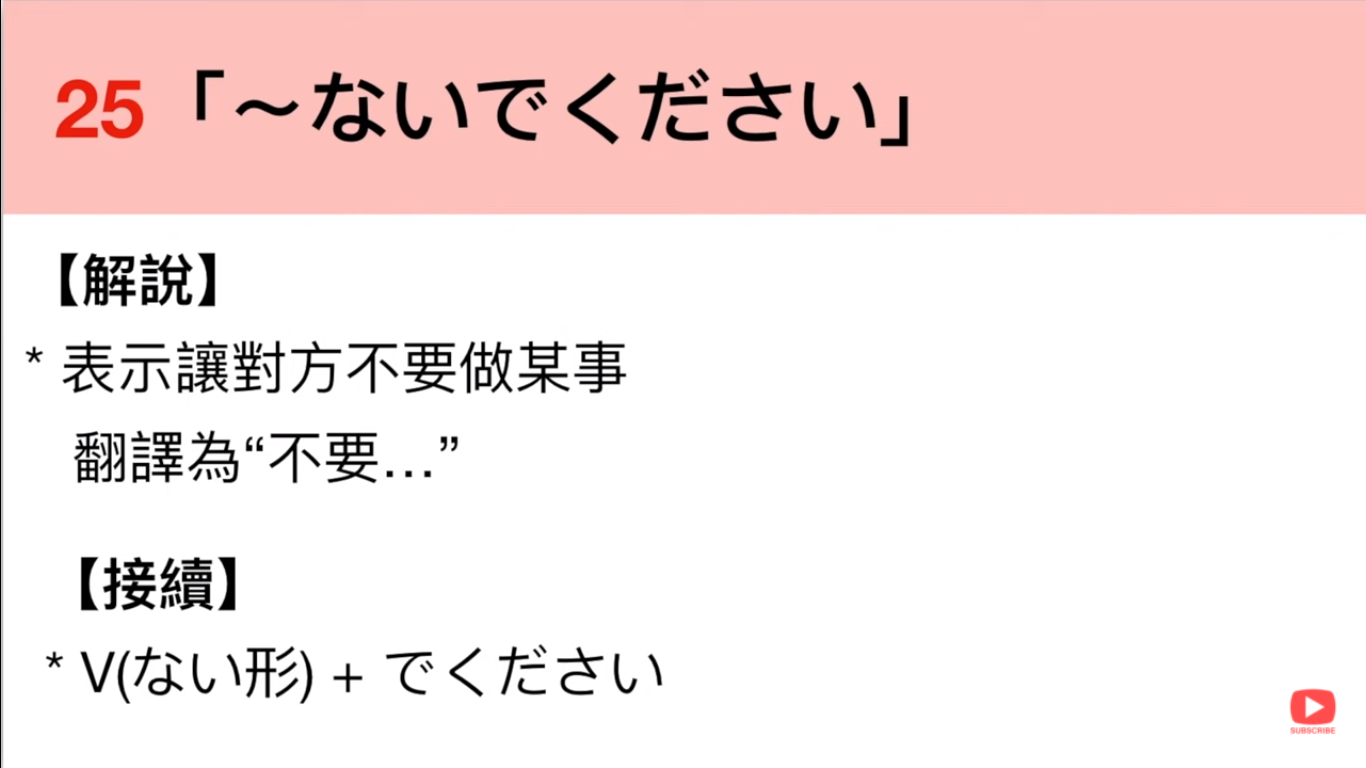 25「～ないでください」
【解說】
* 表示讓對方不要做某事
翻譯為“不要…”
【接續】
* V(ない形) + でください
SUBSCRIBE